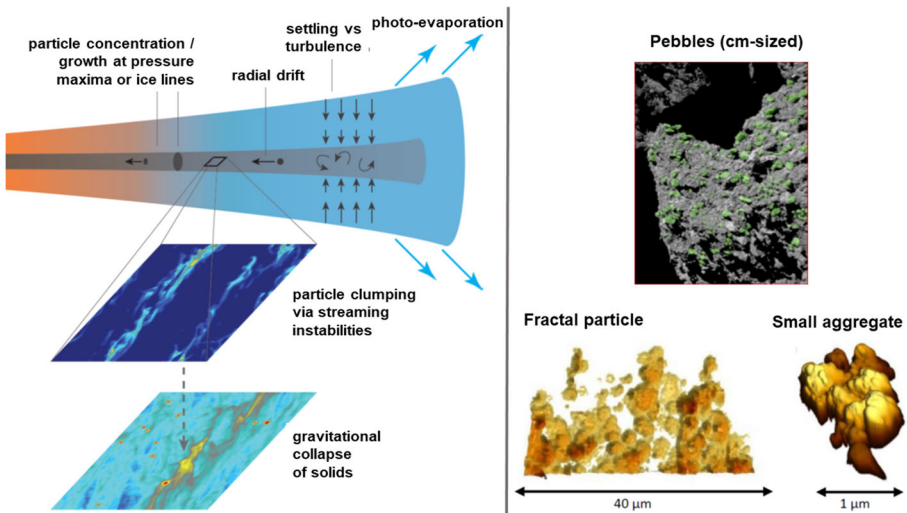 particle concentration /
growth at pressure
maxima or ice lines
radial drift
settling vs
turbulence
photo-evaporation
particle clumping
via streaming
instabilities
gravitational
collapse
of solids
Pebbles (cm-sized)
Fractal particle
Small aggregate
40 µm
1 µm